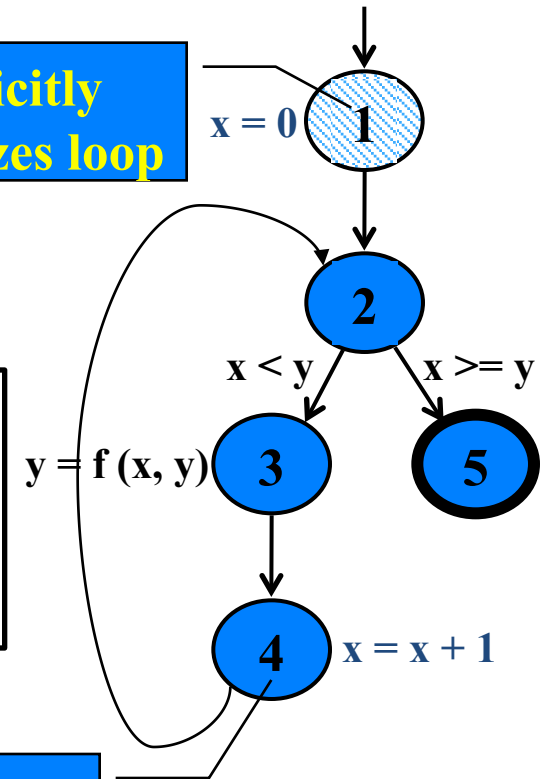 icitly
zes loop
x = 0
1
2
x < y
x >= y
y = f (x, y)
3
5
4
x = x + 1